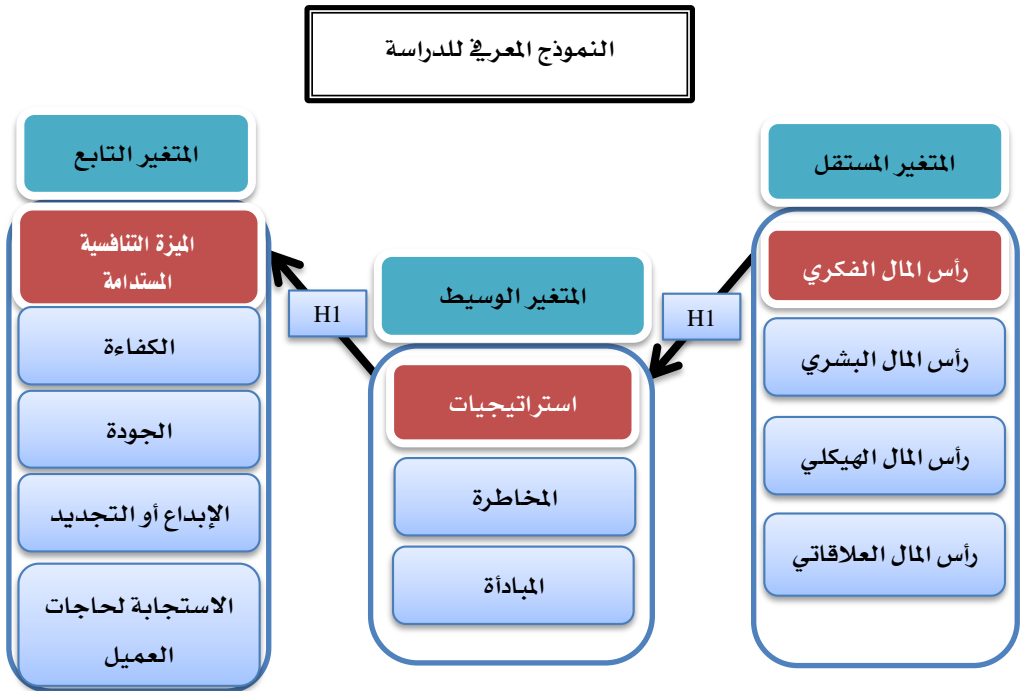 النموذج المعرفي للدراسة
المتغير المستقل
رأس المال الفكري
رأس المال البشري
رأس المال الهيكلي
رأس المال العلاقاتي
H1
المتغير الوسيط
استراتيجيات
المخاطرة
المبادأة
H1
المتغير التابع
الميزة التنافسية
المستدامة
الكفاءة
الجودة
الإبداع أو التجديد
الاستجابة لحاجات
العميل